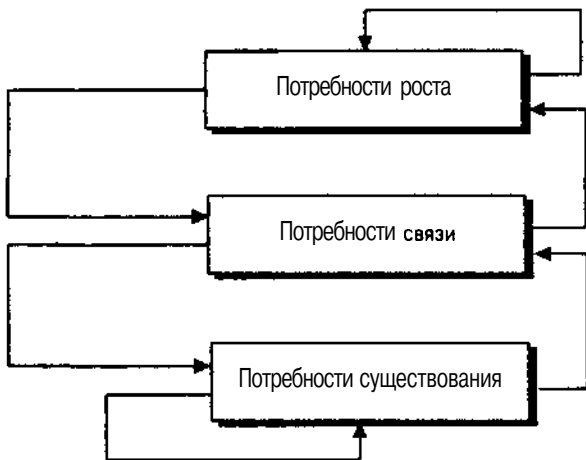 Потребности роста
Потребности связи
Потребности существования